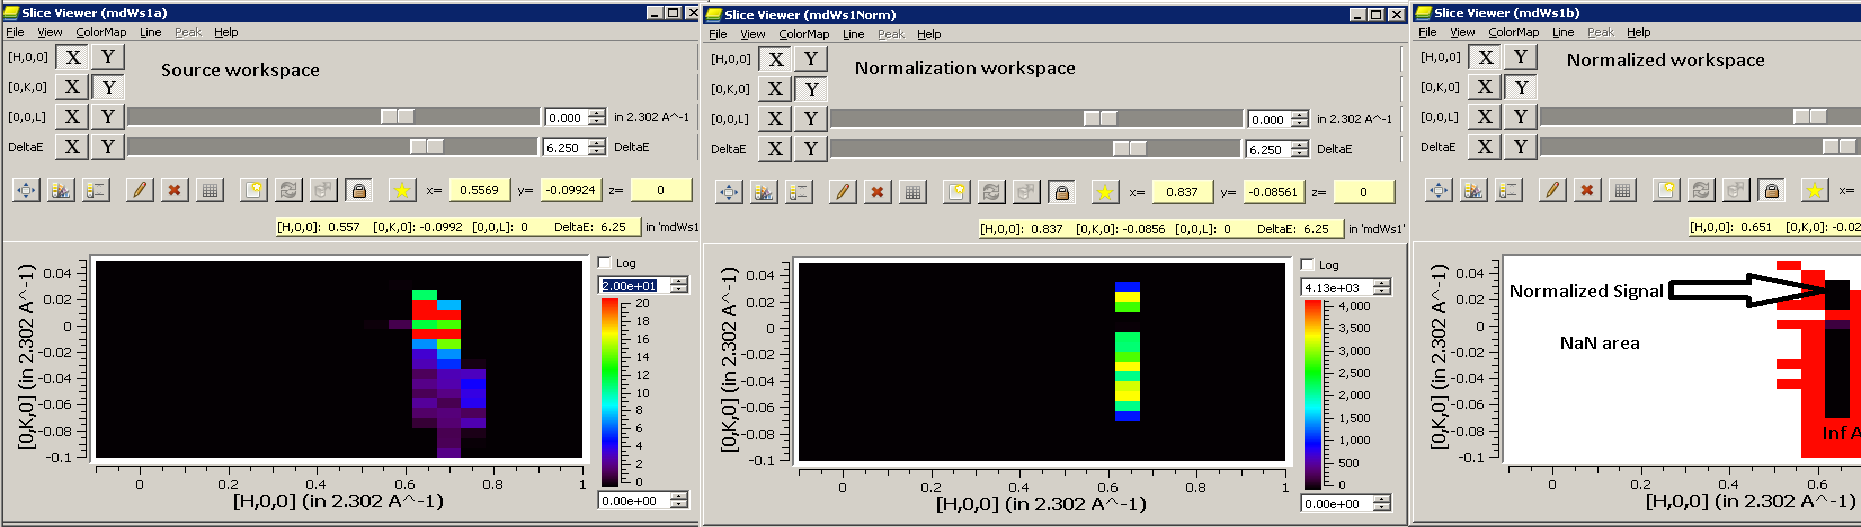 Slice Viewer (mdWs1a)
File View ColorMap Line Peak Help
[H,0,0] X Y
Source workspace
[0,K,0] X Y
[0,0,L] X Y 0.000 in 2.302 A^-1
DeltaE X Y 6.250 DeltaE
x= 0.5569 y= -0.09924 z= 0
[H,0,0]: 0.557 [0,K,0]: -0.0992 [0,0,L]: 0 DeltaE: 6.25 in 'mdWs1
Log
2.00e+01
20
18
16
14
12
10
8
6
4
2
0
0.00e+00
[0,K,0] (in 2.302 A^-1)
0.04
0.02
0
-0.02
-0.04
-0.06
-0.08
-0.1
0 0.2 0.4 0.6 0.8 1
[H,0,0] (in 2.302 A^-1)
Slice Viewer (mdWs1Norm)
File View ColorMap Line Peak Help
[H,0,0] X Y
Normalization workspace
[0,K,0] X Y
[0,0,L] X Y 0.000 in 2.302 A^-1
DeltaE X Y 6.250 DeltaE
x= 0.837 y= -0.08561 z= 0
[H,0,0]: 0.837 [0,K,0]: -0.0856 [0,0,L]: 0 DeltaE: 6.25 in 'mdWs1'
Log
4.13e+03
4,000
3,500
3,000
2,500
2,000
1,500
1,000
500
0
0.00e+00
[0,K,0] (in 2.302 A^-1)
0.04
0.02
0
-0.02
-0.04
-0.06
-0.08
-0.1
0 0.2 0.4 0.6 0.8 1
[H,0,0] (in 2.302 A^-1)
Slice Viewer (mdWs1b)
File View ColorMap Line Peak Help
[H,0,0] X Y
Normalized workspace
[0,K,0] X Y
[0,0,L] X Y
DeltaE X Y
x=
[H,0,0]: 0.651 [0,K,0]: -0.02
[0,K,0] (in 2.302 A^-1)
0.04
0.02
0
-0.02
-0.04
-0.06
-0.08
-0.1
Normalized Signal
NaN area
Inf A
0 0.2 0.4 0.6
[H,0,0] (in 2.302 A^-1)